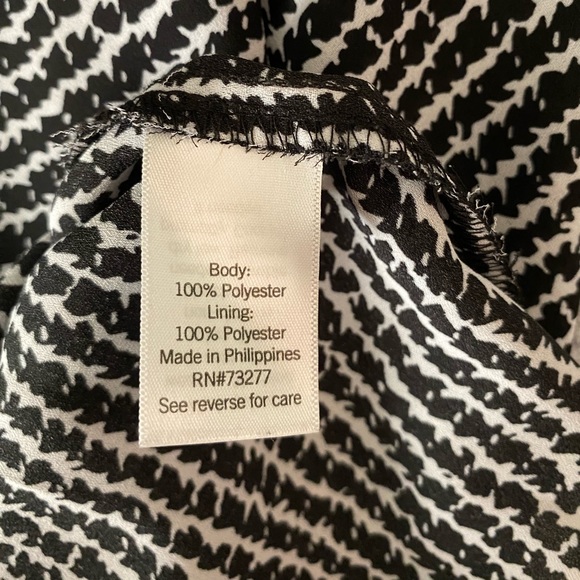 Body:
100% Polyester
Lining:
100% Polyester
Made in Philippines
RN#73277
See reverse for care